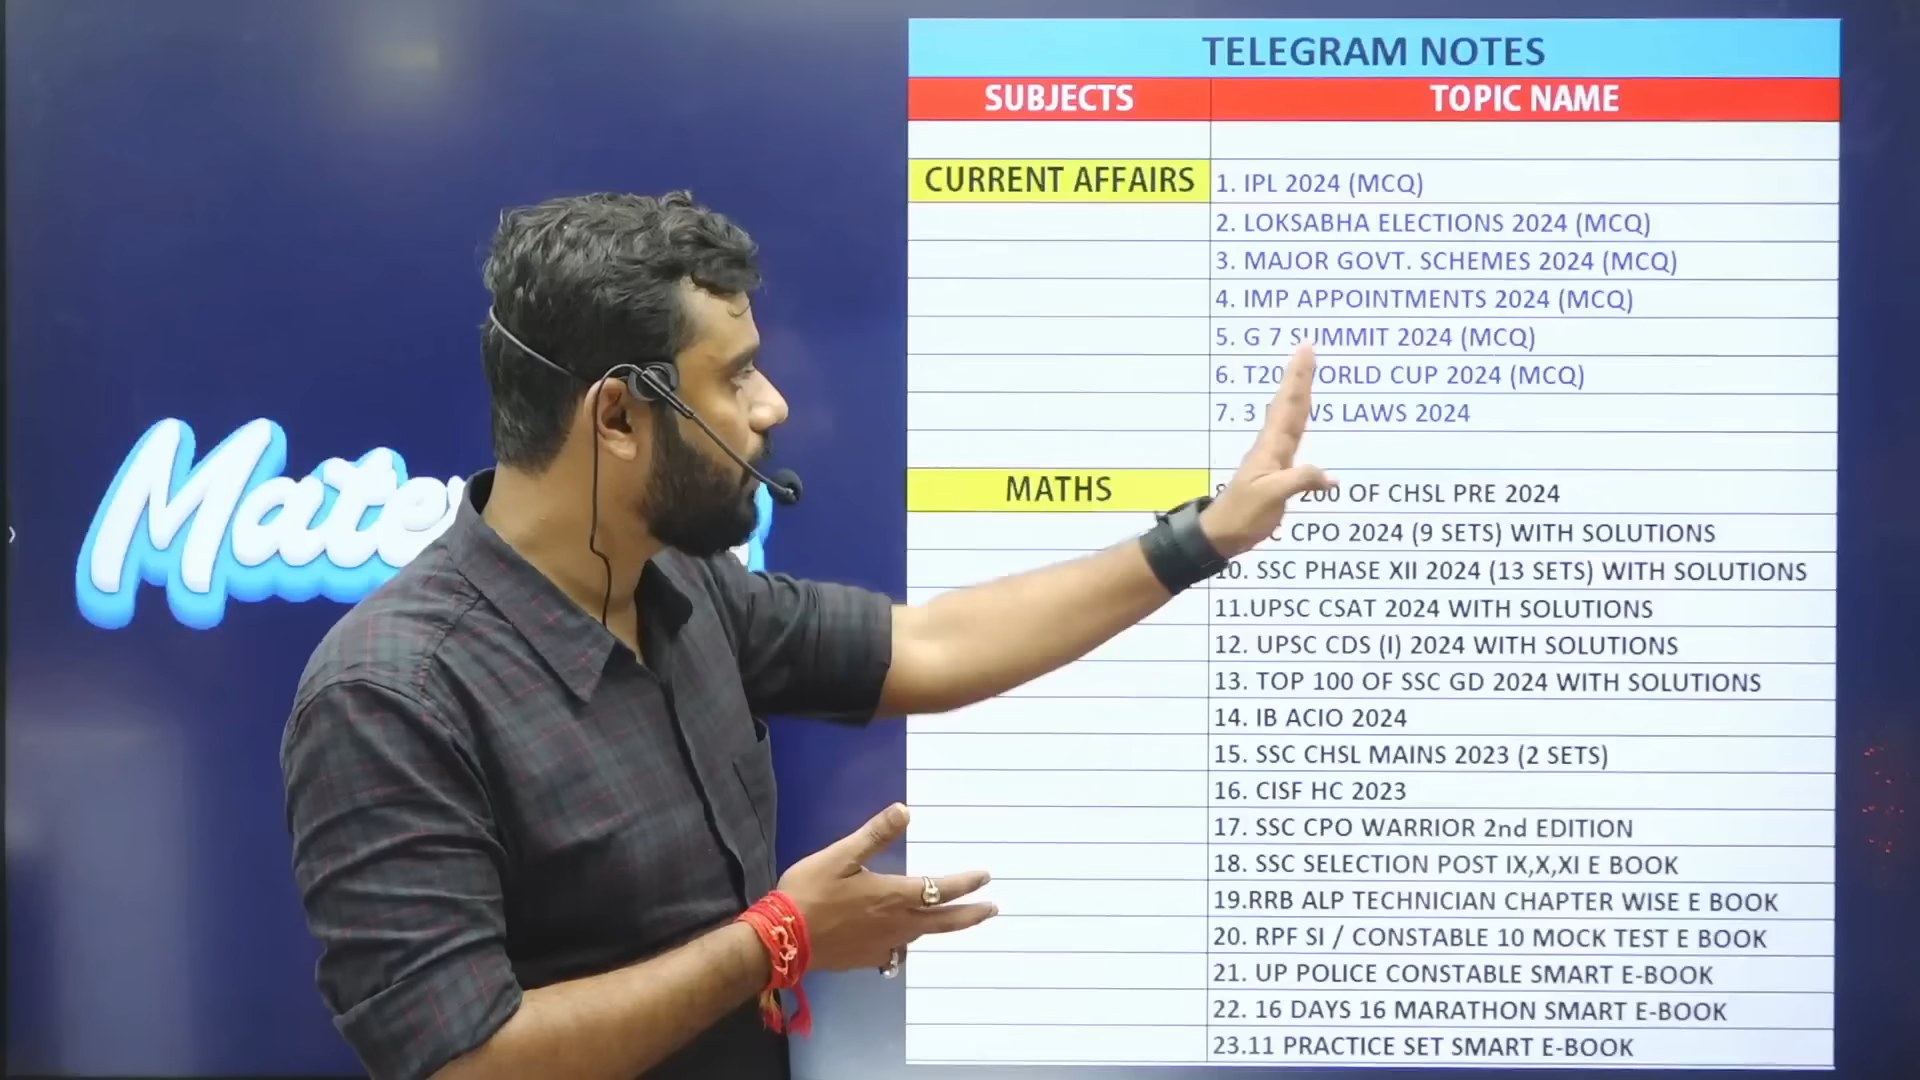 TELEGRAM NOTES
SUBJECTS TOPIC NAME
CURRENT AFFAIRS 1. IPL 2024 (MCQ)
2. LOKSABHA ELECTIONS 2024 (MCQ)
3. MAJOR GOVT. SCHEMES 2024 (MCQ)
4. IMP APPOINTMENTS 2024 (MCQ)
5. G 7 SUMMIT 2024 (MCQ)
6. T20 WORLD CUP 2024 (MCQ)
7. 3 LAWS 2024
MATHS 200 OF CHSL PRE 2024
CPO 2024 (9 SETS) WITH SOLUTIONS
10. SSC PHASE XII 2024 (13 SETS) WITH SOLUTIONS
11.UPSC CSAT 2024 WITH SOLUTIONS
12. UPSC CDS (I) 2024 WITH SOLUTIONS
13. TOP 100 OF SSC GD 2024 WITH SOLUTIONS
14. IB ACIO 2024
15. SSC CHSL MAINS 2023 (2 SETS)
16. CISF HC 2023
17. SSC CPO WARRIOR 2nd EDITION
18. SSC SELECTION POST IX,X,XI E BOOK
19.RRB ALP TECHNICIAN CHAPTER WISE E BOOK
20. RPF SI / CONSTABLE 10 MOCK TEST E BOOK
21. UP POLICE CONSTABLE SMART E-BOOK
22. 16 DAYS 16 MARATHON SMART E-BOOK
23.11 PRACTICE SET SMART E-BOOK